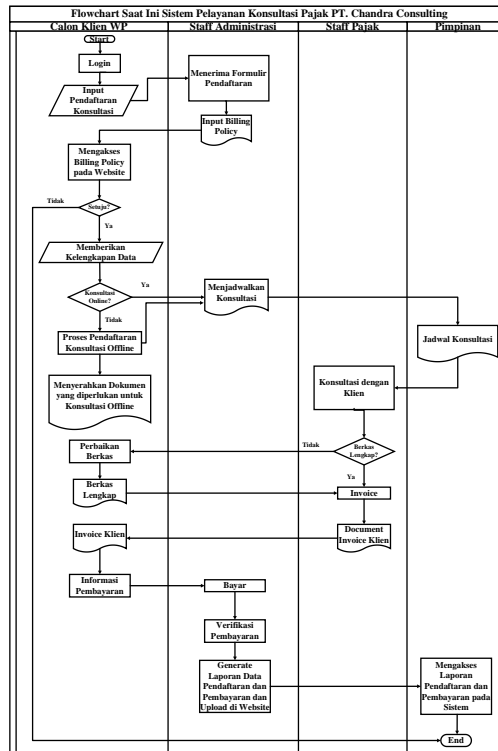 Flowchart Saat Ini Sistem Pelayanan Konsultasi Pajak PT. Chandra Consulting
Calon Klien WP
Staff Administrasi
Staff Pajak
Pimpinan
Start
Login
Input
Pendaftaran
Konsultasi
Menerima Formulir
Pendaftaran
Input Billing
Policy
Mengakses
Billing Policy
pada Website
Tidak
Setuju?
Ya
Memberikan
Kelengkapan Data
Konsultasi
Online?
Ya
Tidak
Menjadwalkan
Konsultasi
Proses Pendaftaran
Konsultasi Offline
Jadwal Konsultasi
Menyerahkan Dokumen
yang diperlukan untuk
Konsultasi Offline
Konsultasi dengan
Klien
Perbaikan
Berkas
Tidak
Berkas
Lengkap?
Ya
Berkas
Lengkap
Invoice
Invoice Klien
Document
Invoice Klien
Informasi
Pembayaran
Bayar
Verifikasi
Pembayaran
Generate
Laporan Data
Pendaftaran dan
Pembayaran dan
Upload di Website
Mengakses
Laporan
Pendaftaran dan
Pembayaran pada
Sistem
End